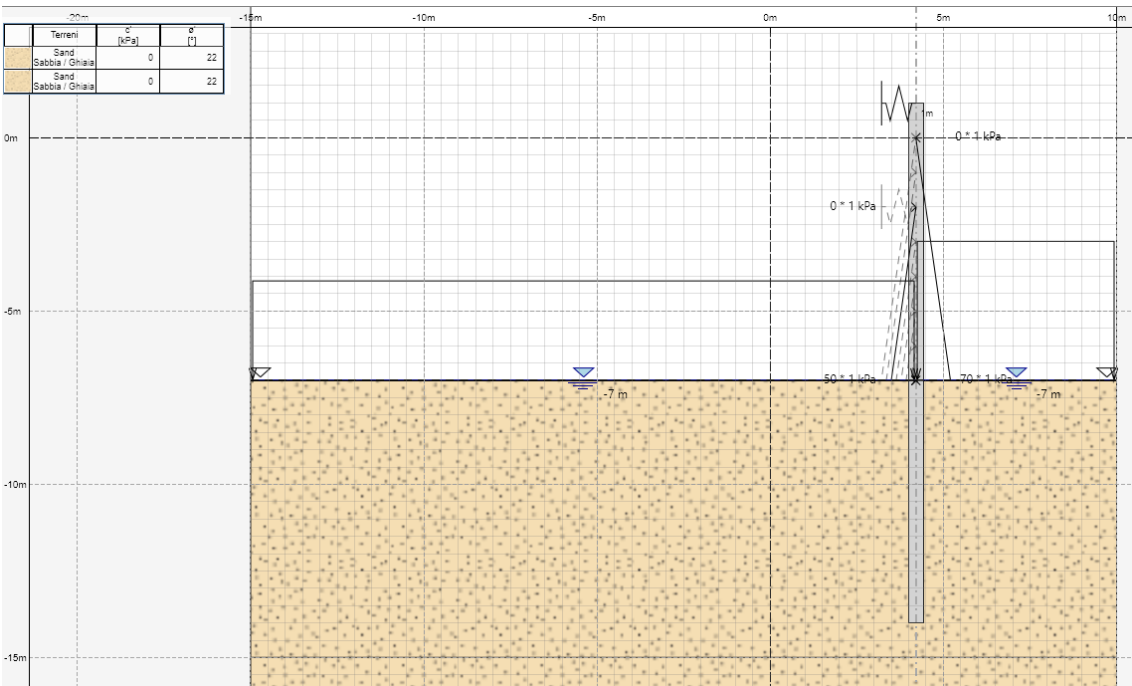 -20m -15m -10m -5m 0m 5m 10m
Terreni c' [kPa] ø' [°]
Sand
Sabbia / Ghiaia 0 22
Sand
Sabbia / Ghiaia 0 22
1m
0m
0 * 1 kPa
0 * 1 kPa
-5m
50 * 1 kPa 70 * 1 kPa
-7 m -7 m
-10m
-15m